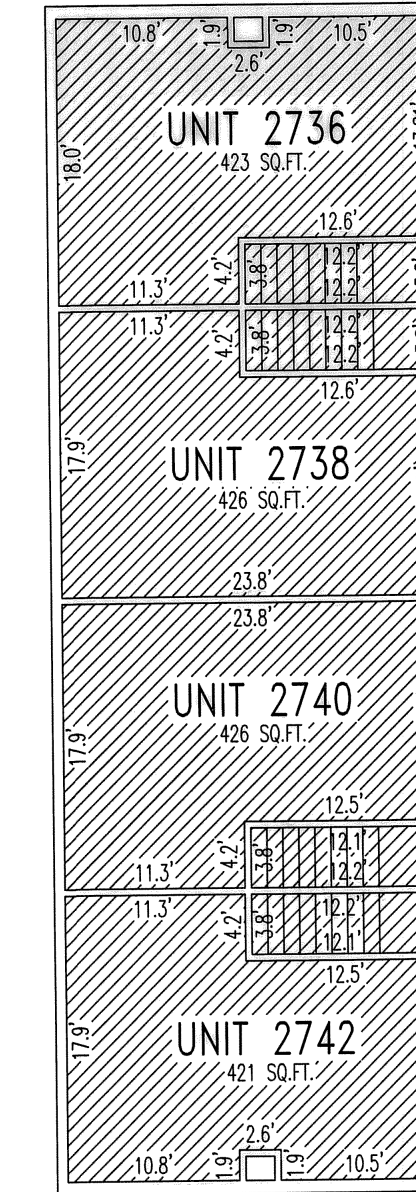 10.8' 1.9' 1.9' 10.5'
2.6'
UNIT 2736
423 SQ.FT.
18.0'
12.6'
4.2' 3.8' 12.2'
11.3' 12.2'
11.3' 12.2'
4.2' 3.8' 12.2'
12.6'
17.9'
UNIT 2738
426 SQ.FT.
23.8'
23.8'
UNIT 2740
426 SQ.FT.
17.9'
12.5'
4.2' 3.8' 12.1'
11.3' 12.2'
11.3' 12.2'
4.2' 3.8' 12.1'
12.5'
17.9'
UNIT 2742
421 SQ.FT.
2.6'
10.8' 1.9' 1.9' 10.5'